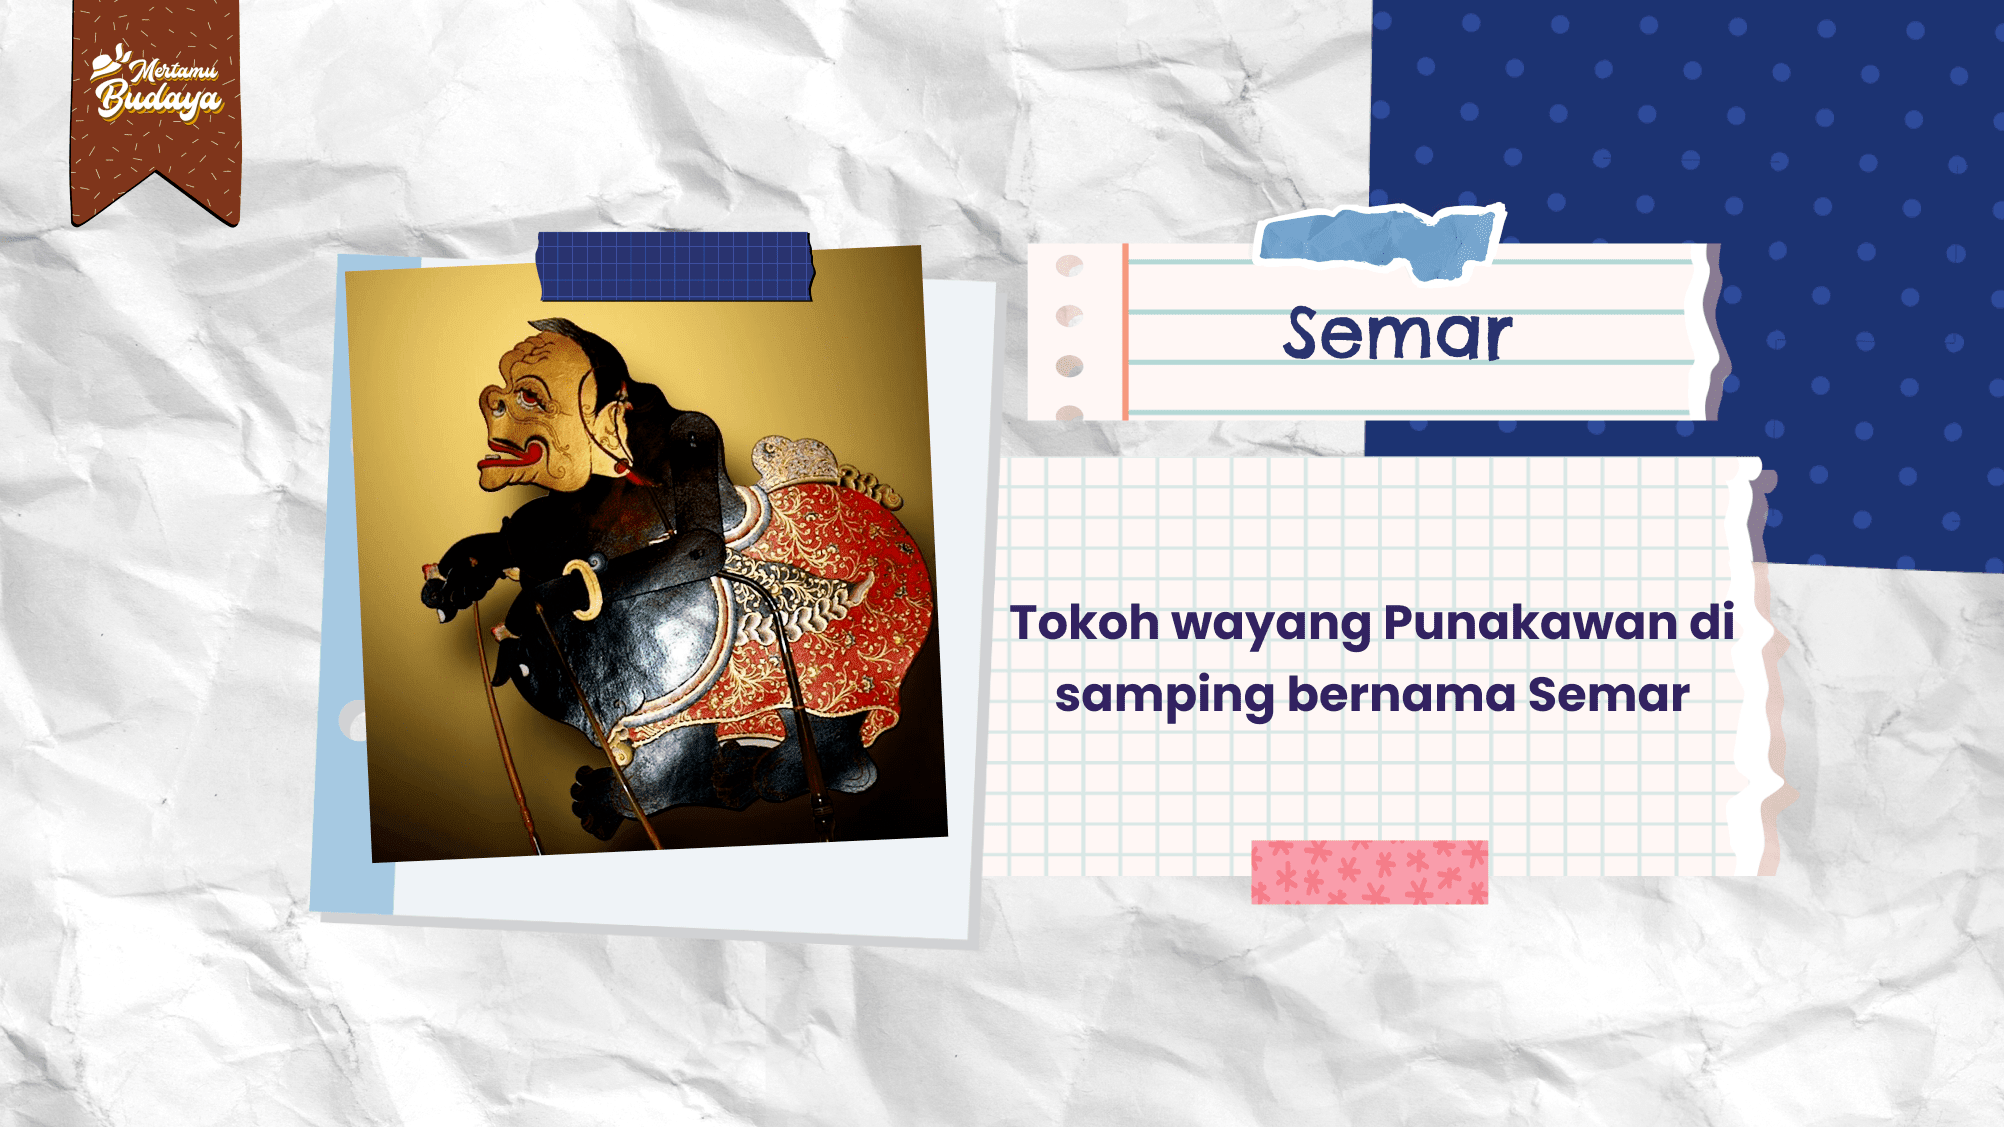 Mertamu
Budaya
Semar
Tokoh wayang Punakawan di
samping bernama Semar